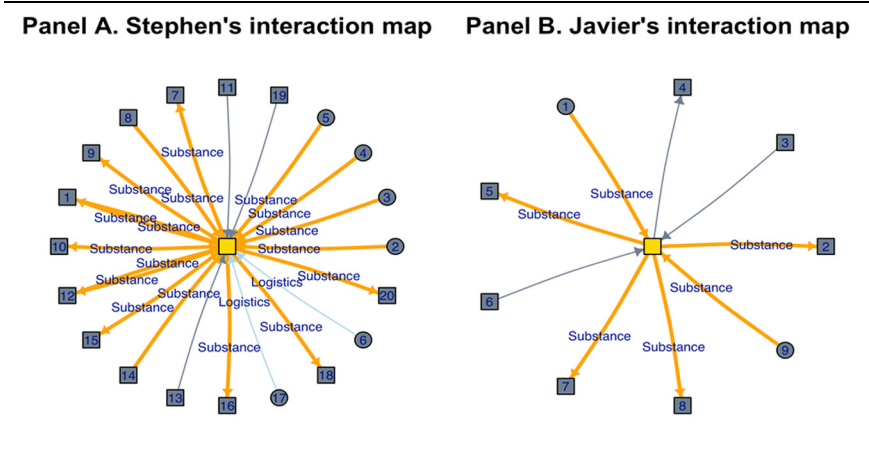 Panel A. Stephen's interaction map
Panel B. Javier's interaction map
11
7
19
8
5
Substance
4
9
Substance
Substance
Substance
1
3
Substance
Substance
Substance
Substance
10
Substance
Substance
2
Substance
Substance
Substance
Logistics
12
Substance
20
Substance
Logistics
Substance
15
6
Substance
14
18
13
16
17
4
1
3
Substance
5
Substance
Substance
2
Substance
6
Substance
Substance
9
7
8